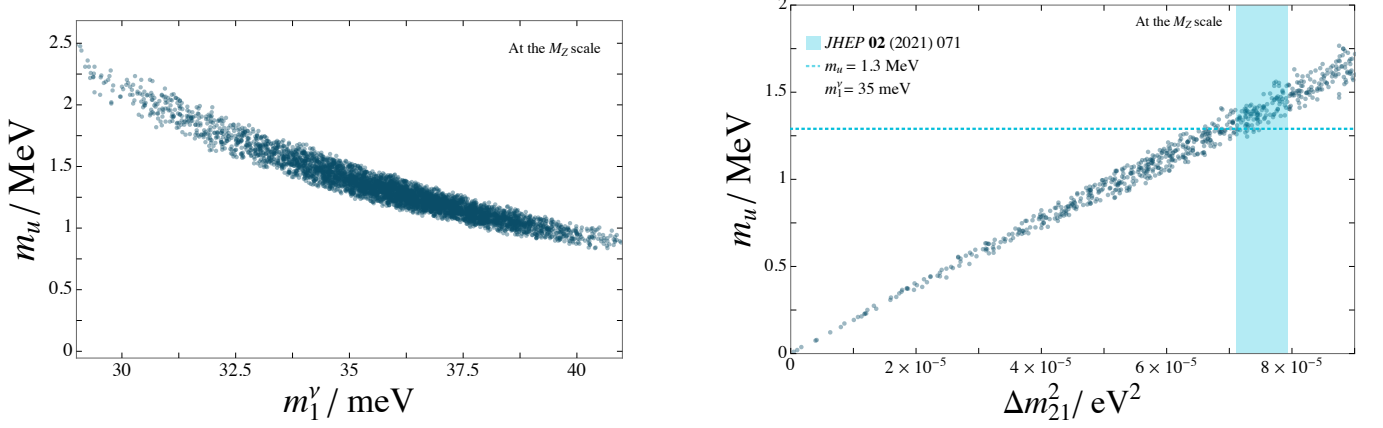 At the M_Z scale
2.5
2
1.5
1
0.5
0
m_u / MeV
30
32.5
35
37.5
40
m_1^ν / meV
At the M_Z scale
JHEP 02 (2021) 071
m_u = 1.3 MeV
m_1^ν = 35 meV
2
1.5
1
0.5
0
m_u / MeV
0
2 × 10^−5
4 × 10^−5
6 × 10^−5
8 × 10^−5
Δm_21^2 / eV^2